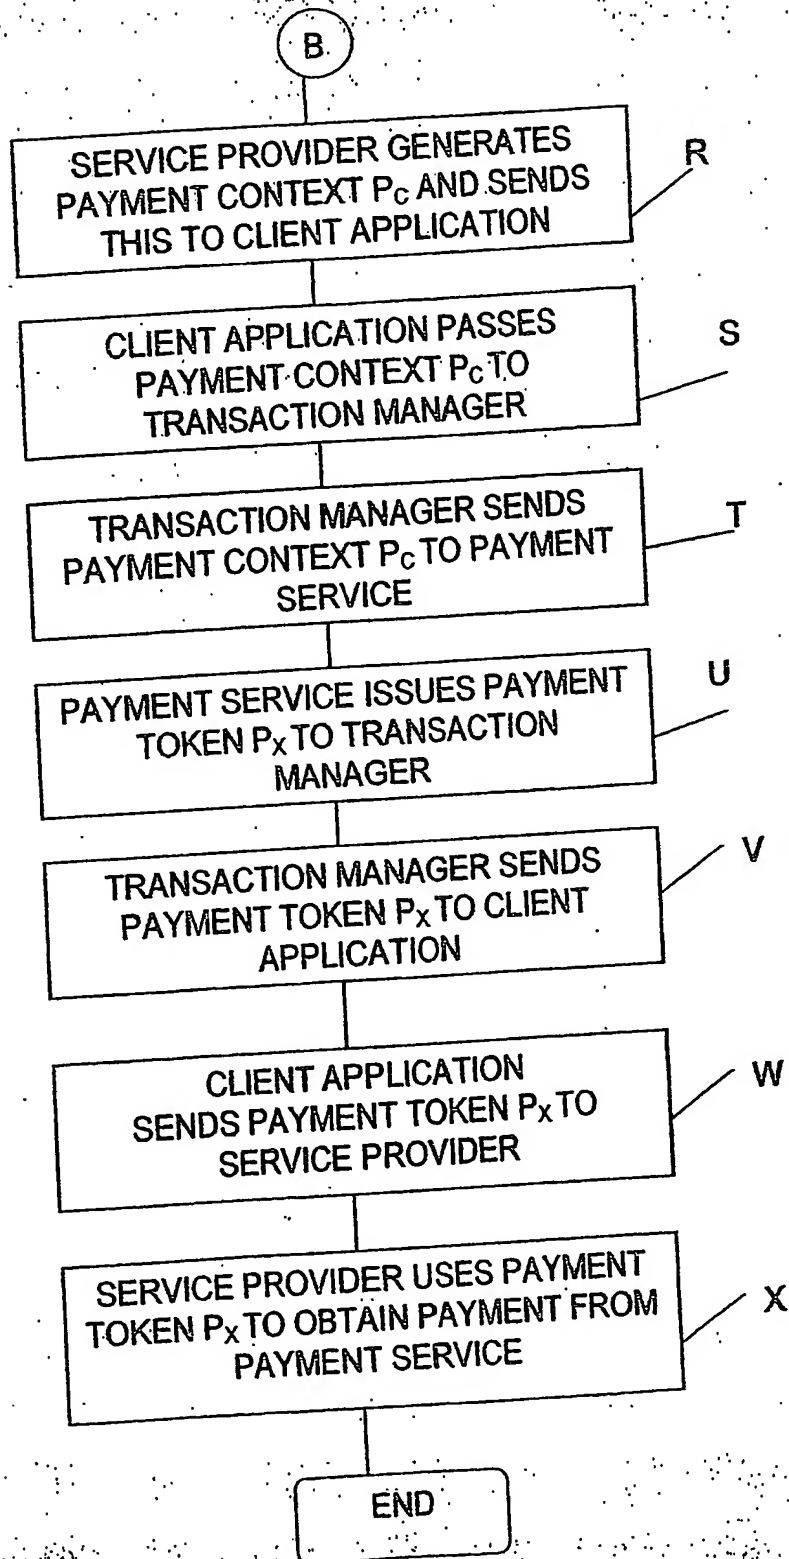 B
SERVICE PROVIDER GENERATES
PAYMENT CONTEXT PC AND SENDS
THIS TO CLIENT APPLICATION
R
CLIENT APPLICATION PASSES
PAYMENT CONTEXT PC TO
TRANSACTION MANAGER
S
TRANSACTION MANAGER SENDS
PAYMENT CONTEXT PC TO PAYMENT
SERVICE
T
PAYMENT SERVICE ISSUES PAYMENT
TOKEN PX TO TRANSACTION
MANAGER
U
TRANSACTION MANAGER SENDS
PAYMENT TOKEN PX TO CLIENT
APPLICATION
V
CLIENT APPLICATION
SENDS PAYMENT TOKEN PX TO
SERVICE PROVIDER
W
SERVICE PROVIDER USES PAYMENT
TOKEN PX TO OBTAIN PAYMENT FROM
PAYMENT SERVICE
X
END